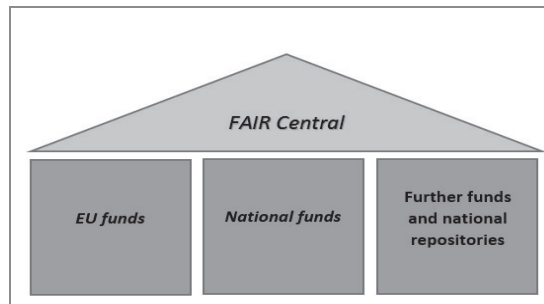 FAIR Central
EU funds
National funds
Further funds
and national
repositories